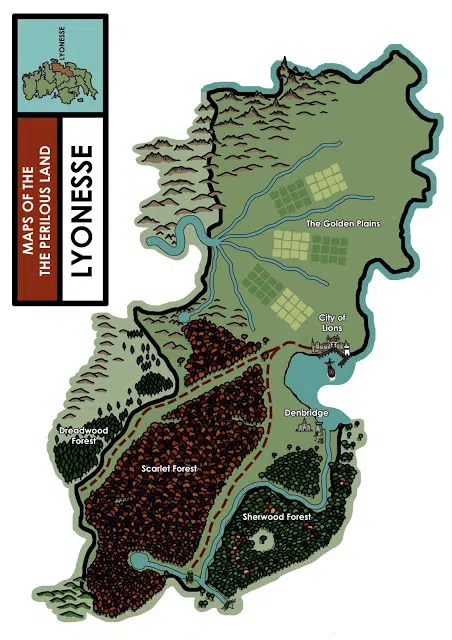 LYONESSE
MAPS OF THE
THE PERILOUS LAND
LYONESSE
The Golden Plains
City of
Lions
Denbridge
Dreadwood
Forest
Scarlet Forest
Sherwood Forest